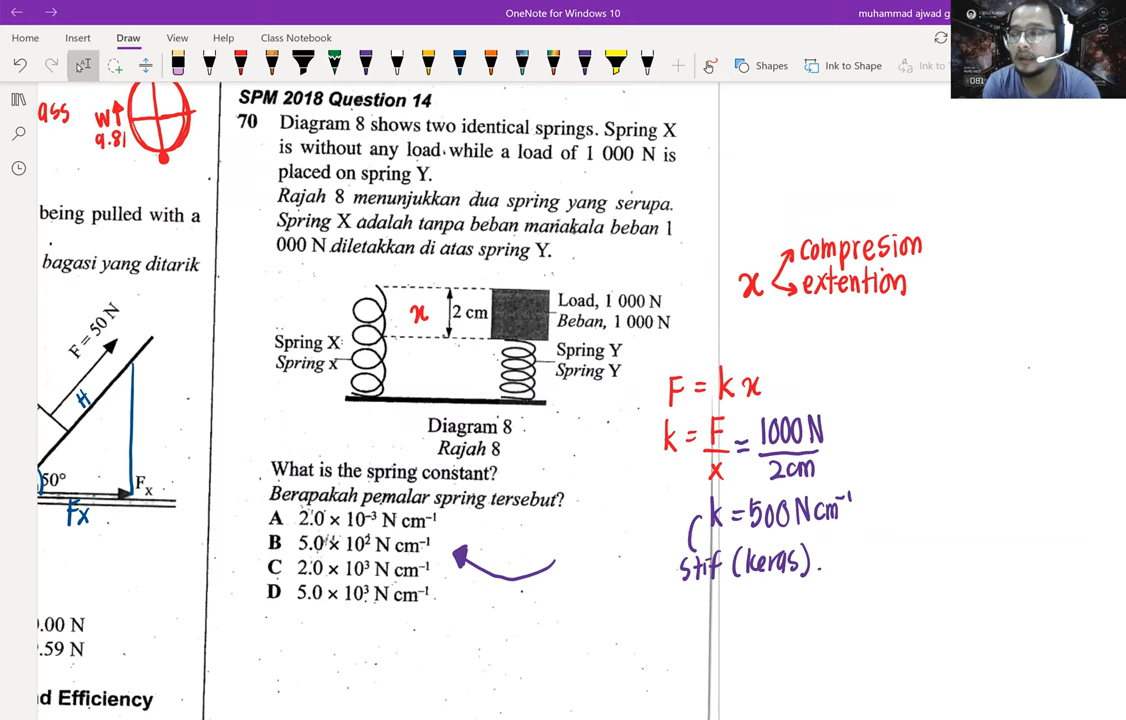 OneNote for Windows 10
muhammad ajwad g
Home Insert Draw View Help Class Notebook
Shapes
Ink to Shape
Ink to
081
ass
W
9.81
being pulled with a
bagasi yang ditarik
F = 50 N
H
50°
Fx
Fx
.00 N
.59 N
d Efficiency
SPM 2018 Question 14
70 Diagram 8 shows two identical springs. Spring X
is without any load while a load of 1 000 N is
placed on spring Y.
Rajah 8 menunjukkan dua spring yang serupa.
Spring X adalah tanpa beban manakala beban 1
000 N diletakkan di atas spring Y.
x
2 cm
Load, 1 000 N
Beban, 1 000 N
Spring X
Spring x
Spring Y
Spring Y
Diagram 8
Rajah 8
What is the spring constant?
Berapakah pemalar spring tersebut?
A 2.0 × 10⁻³ N cm⁻¹
B 5.0 × 10² N cm⁻¹
C 2.0 × 10³ N cm⁻¹
D 5.0 × 10³ N cm⁻¹
x
compresion
extention
F = kx
k = F/x = 1000N/2cm
k = 500N cm⁻¹
stif (keras).